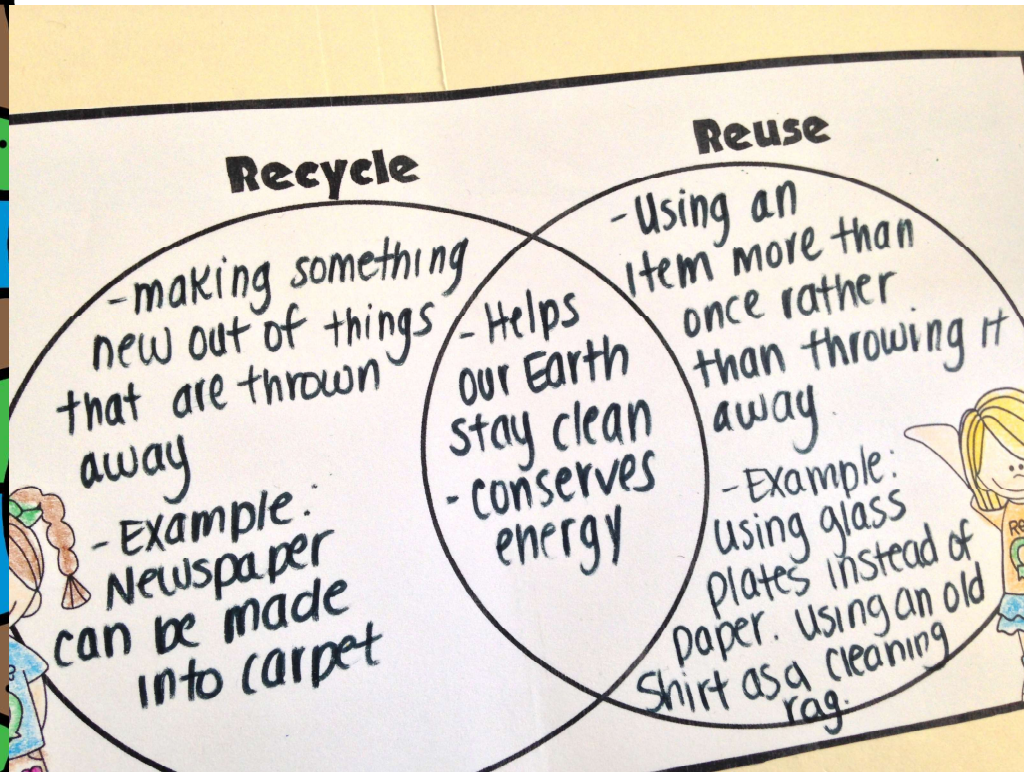 Recycle
-making something
new out of things
that are thrown
away
-Example:
Newspaper
can be made
into carpet
-Helps
our Earth
stay clean
-conserves
energy
Reuse
-Using an
item more than
once rather
than throwing it
away.
-Example:
using glass
plates instead of
paper. Using an old
shirt as a cleaning
rag.